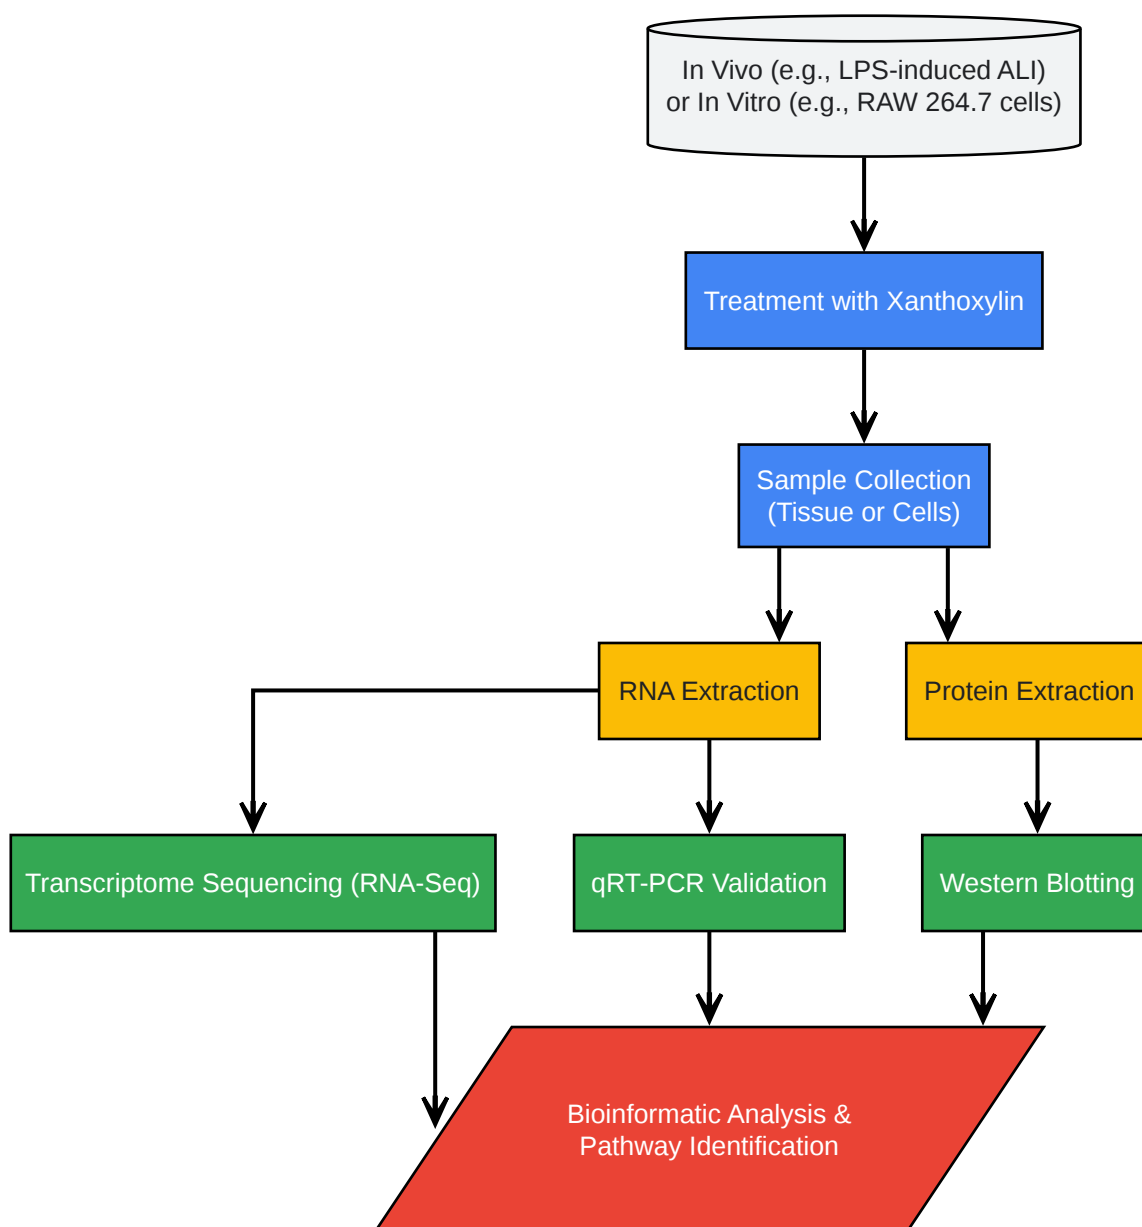 In Vivo (e.g., LPS-induced ALI)
or In Vitro (e.g., RAW 264.7 cells)
Treatment with Xanthoxylin
Sample Collection
(Tissue or Cells)
RNA Extraction
Protein Extraction
Transcriptome Sequencing (RNA-Seq)
qRT-PCR Validation
Western Blotting
Bioinformatic Analysis &
Pathway Identification